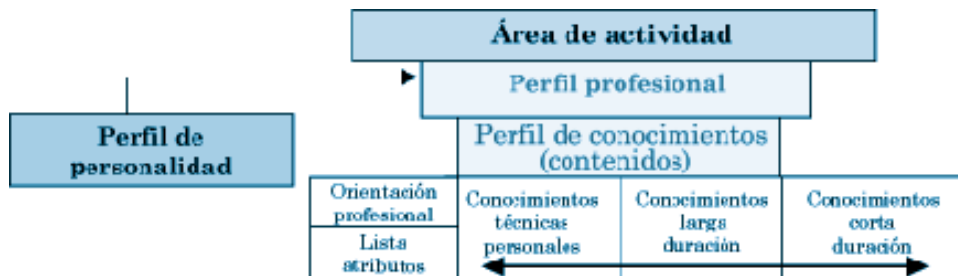 Área de actividad
Perfil profesional
Perfil de
personalidad
Perfil de conocimientos
(contenidos)
Orientación
profesional
Lista
atributos
Conocimientos
técnicas
personales
Conocimientos
larga
duración
Conocimientos
corta
duración